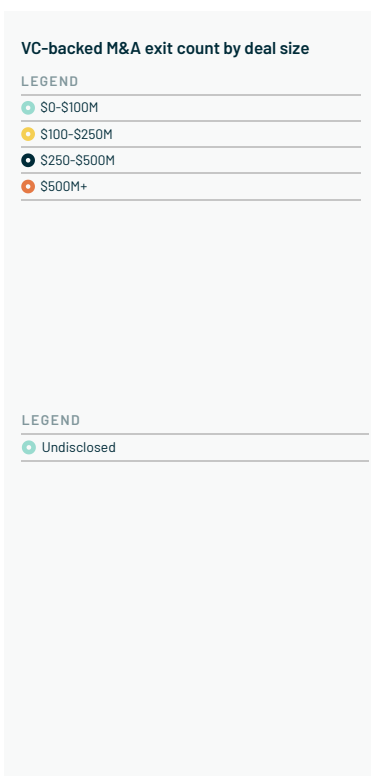 VC-backed M&A exit count by deal size
LEGEND
$0-$100M
$100-$250M
$250-$500M
$500M+
LEGEND
Undisclosed